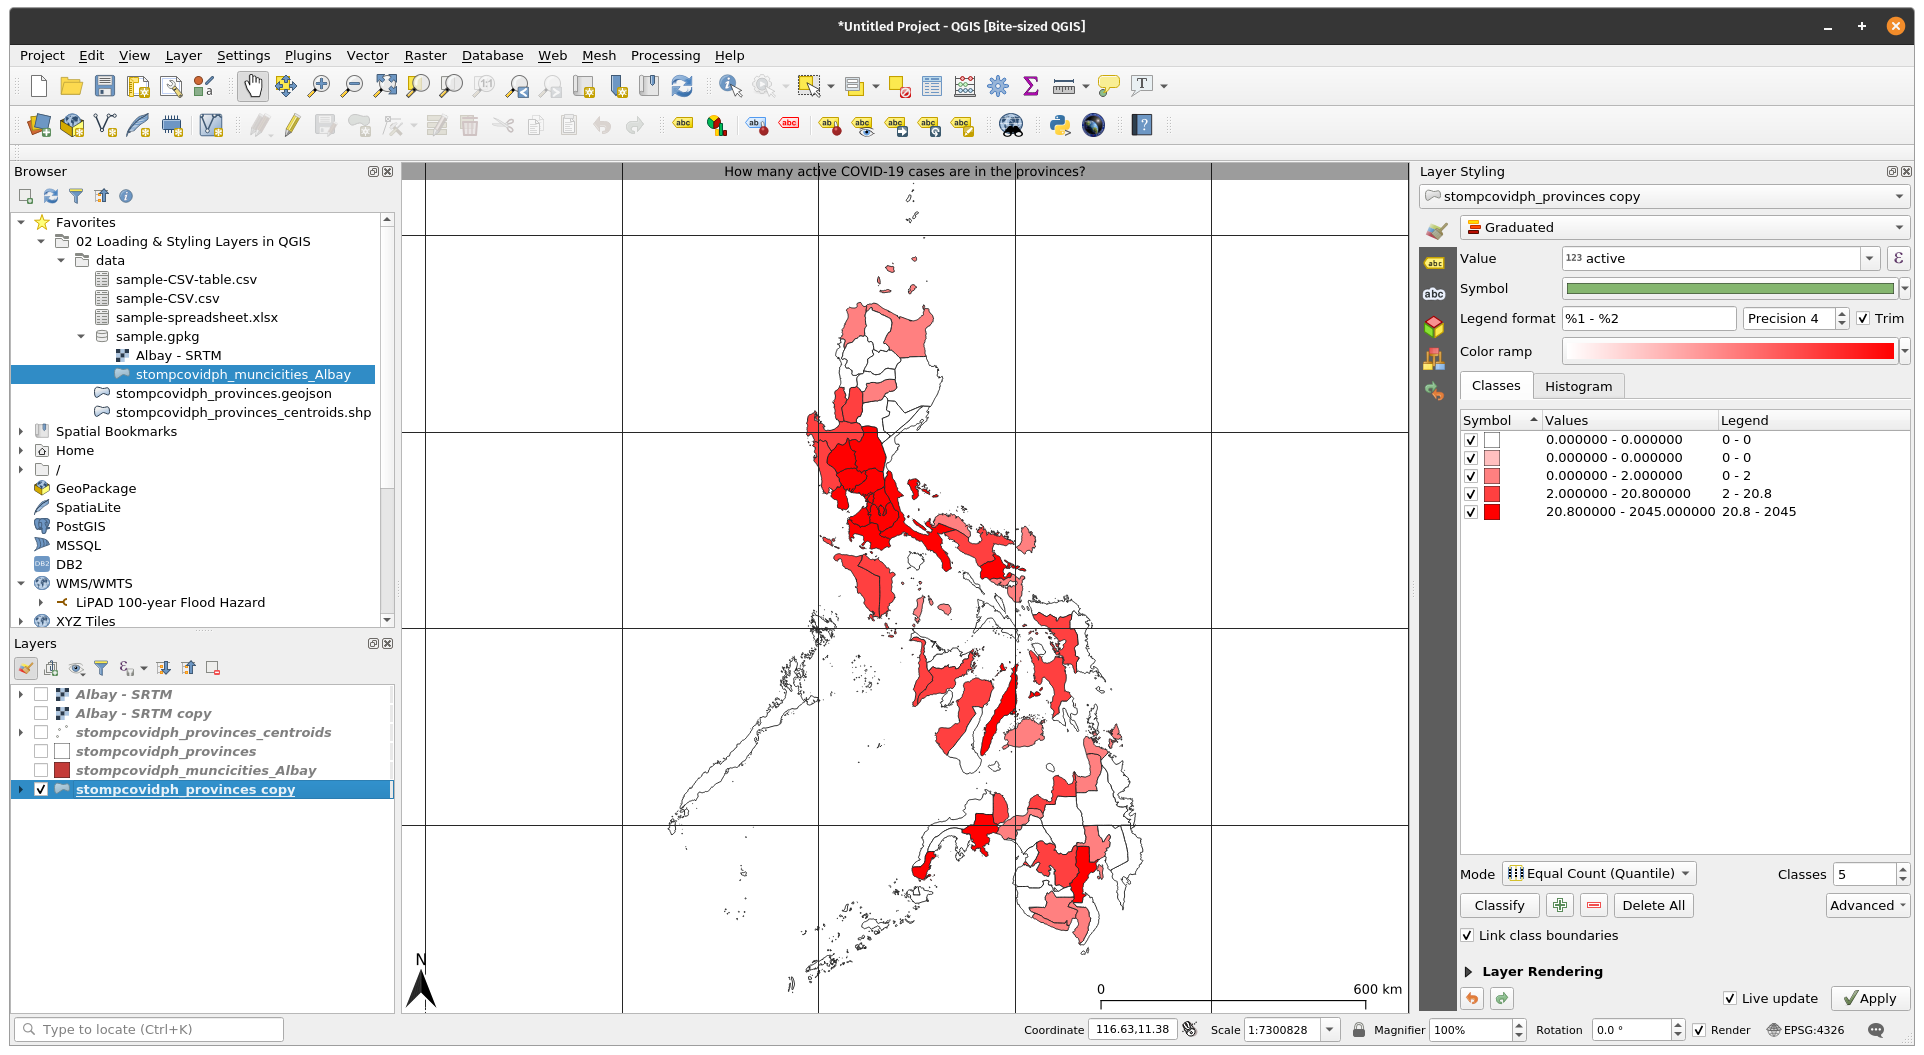 *Untitled Project - QGIS [Bite-sized QGIS]
Project Edit View Layer Settings Plugins Vector Raster Database Web Mesh Processing Help
Browser
Favorites
02 Loading & Styling Layers in QGIS
data
sample-CSV-table.csv
sample-CSV.csv
sample-spreadsheet.xlsx
sample.gpkg
Albay - SRTM
stompcovidph_muncicities_Albay
stompcovidph_provinces.geojson
stompcovidph_provinces_centroids.shp
Spatial Bookmarks
Home
/
GeoPackage
SpatiaLite
PostGIS
MSSQL
DB2
WMS/WMTS
LiPAD 100-year Flood Hazard
XYZ Tiles
Layers
Albay - SRTM
Albay - SRTM copy
stompcovidph_provinces_centroids
stompcovidph_provinces
stompcovidph_muncicities_Albay
stompcovidph_provinces copy
How many active COVID-19 cases are in the provinces?
N
0 600 km
Layer Styling
stompcovidph_provinces copy
Graduated
Value 123 active ε
Symbol
Legend format %1 - %2 Precision 4 Trim
Color ramp
Classes Histogram
Symbol Values Legend
0.000000 - 0.000000 0 - 0
0.000000 - 0.000000 0 - 0
0.000000 - 2.000000 0 - 2
2.000000 - 20.800000 2 - 20.8
20.800000 - 2045.000000 20.8 - 2045
Mode Equal Count (Quantile) Classes 5
Classify Delete All Advanced
Link class boundaries
Layer Rendering
Live update Apply
Type to locate (Ctrl+K) Coordinate 116.63,11.38 Scale 1:7300828 Magnifier 100% Rotation 0.0 ° Render EPSG:4326